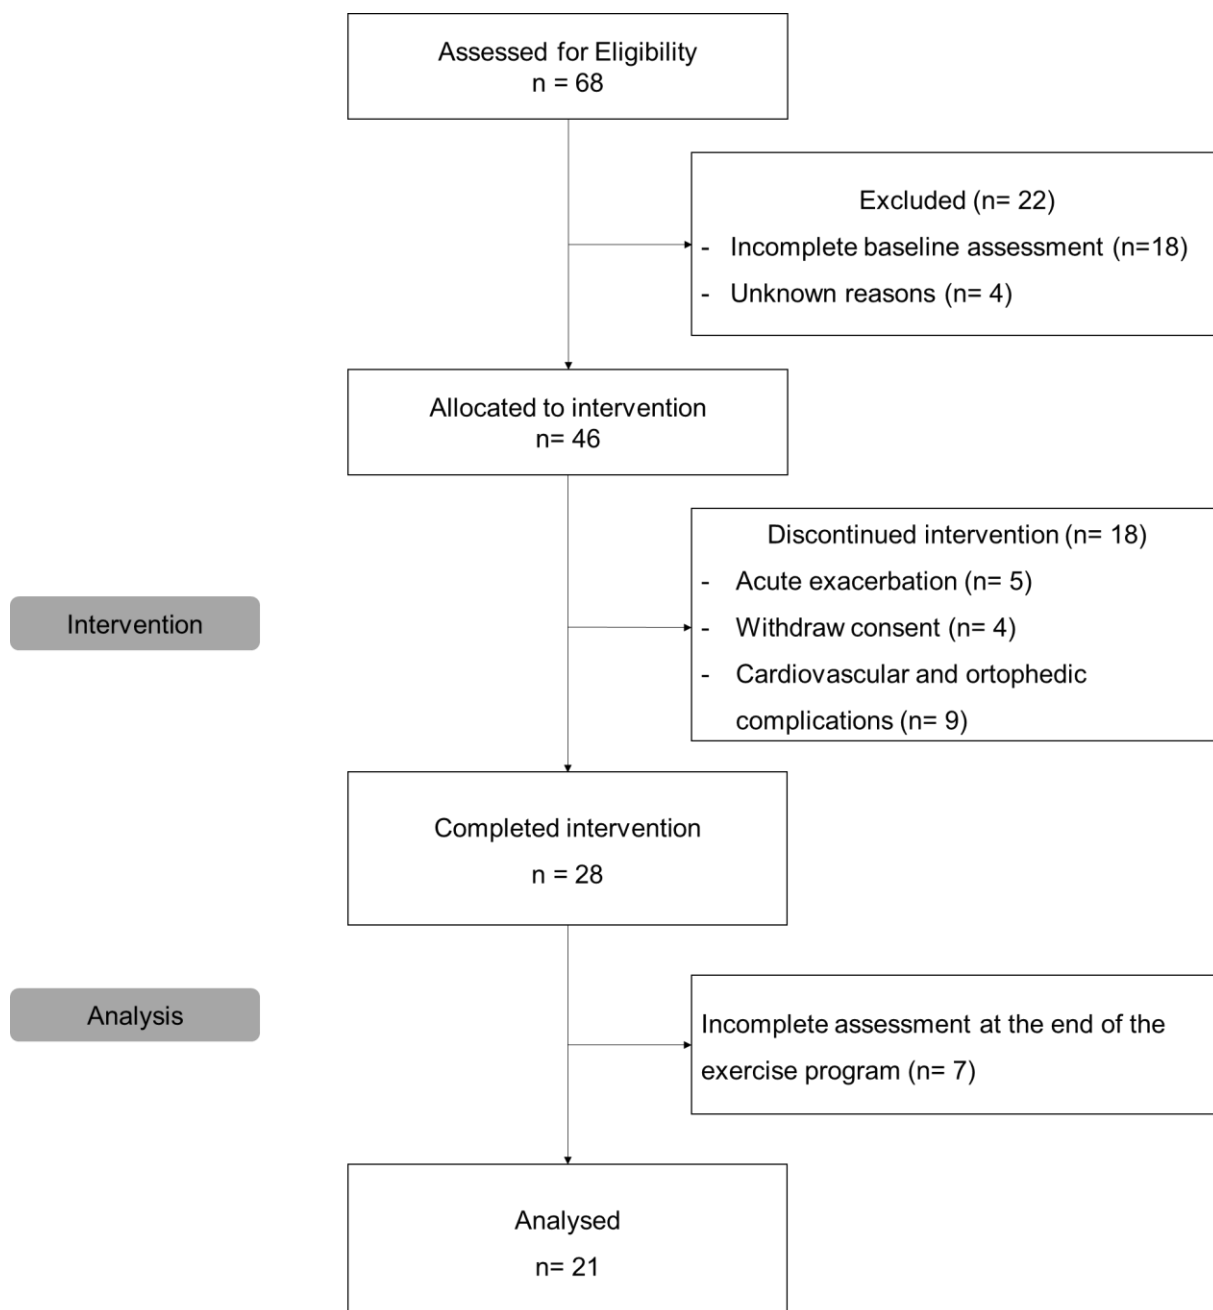 Assessed for Eligibility
n = 68
Excluded (n= 22)
- Incomplete baseline assessment (n=18)
- Unknown reasons (n= 4)
Allocated to intervention
n= 46
Discontinued intervention (n= 18)
- Acute exacerbation (n= 5)
- Withdraw consent (n= 4)
- Cardiovascular and ortophedic
complications (n= 9)
Intervention
Completed intervention
n = 28
Analysis
Incomplete assessment at the end of the
exercise program (n= 7)
Analysed
n= 21